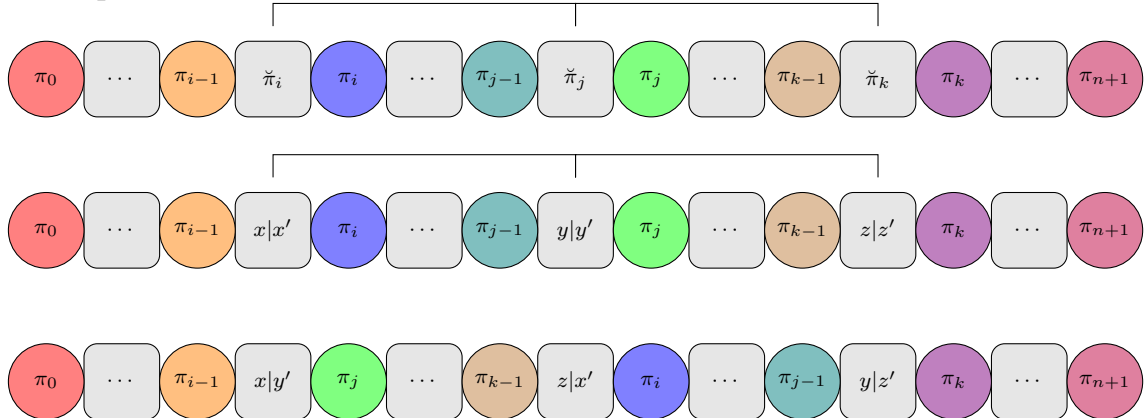 π₀ ⋯ πᵢ₋₁ π̆ᵢ πᵢ ⋯ πⱼ₋₁ π̆ⱼ πⱼ ⋯ πₖ₋₁ π̆ₖ πₖ ⋯ πₙ₊₁
π₀ ⋯ πᵢ₋₁ x|x′ πᵢ ⋯ πⱼ₋₁ y|y′ πⱼ ⋯ πₖ₋₁ z|z′ πₖ ⋯ πₙ₊₁
π₀ ⋯ πᵢ₋₁ x|y′ πⱼ ⋯ πₖ₋₁ z|x′ πᵢ ⋯ πⱼ₋₁ y|z′ πₖ ⋯ πₙ₊₁